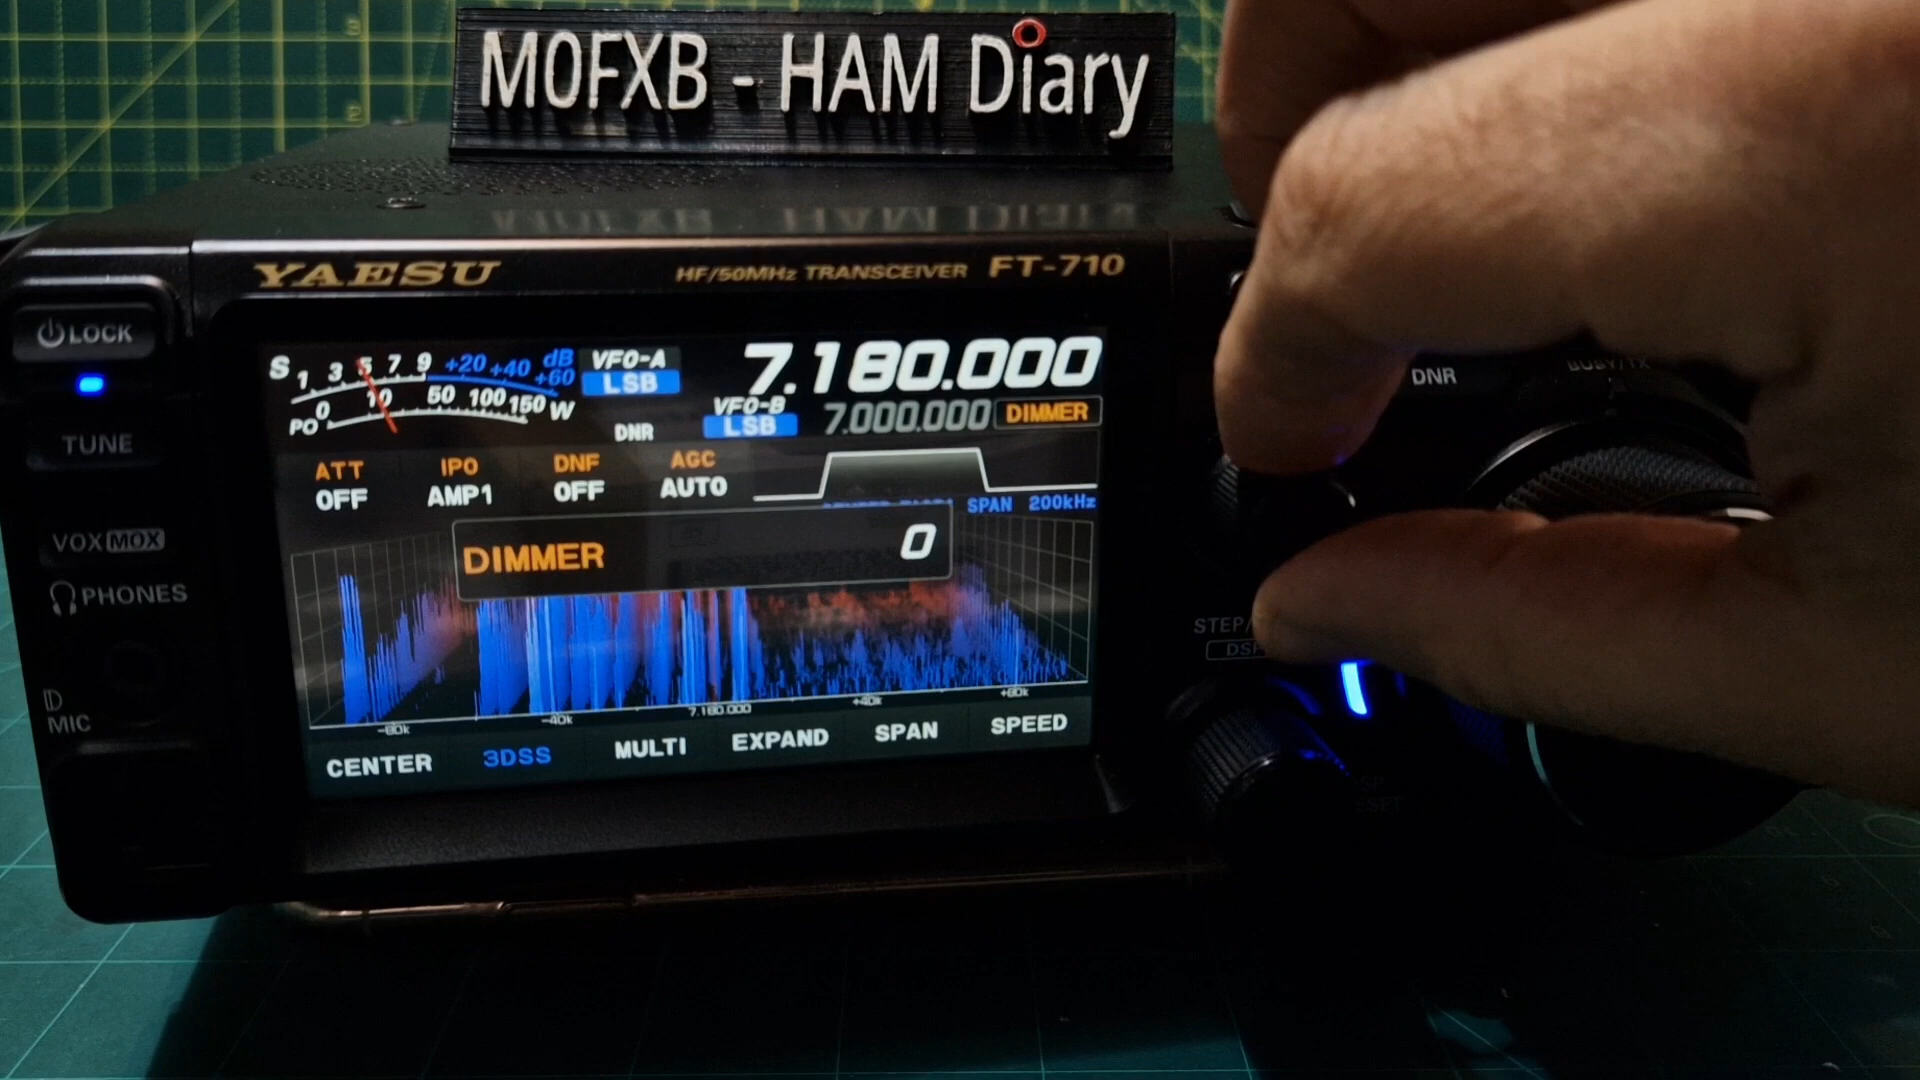 M0FXB - HAM Diary
YAESU
HF/50MHz TRANSCEIVER FT-710
LOCK
TUNE
VOX MOX
PHONES
MIC
S 1 3 5 7 9 +20 +40 +60 dB
PO 0 10 50 100 150 W
VFO-A
LSB
7.180.000
VFO-B
LSB
7.000.000
DIMMER
DNR
ATT
OFF
IPO
AMP1
DNF
OFF
AGC
AUTO
SPAN 200kHz
DIMMER 0
-80k
-40k
7.180.000
+40k
+80k
CENTER
3DSS
MULTI
EXPAND
SPAN
SPEED
DNR
BUSY/TX
STEP/